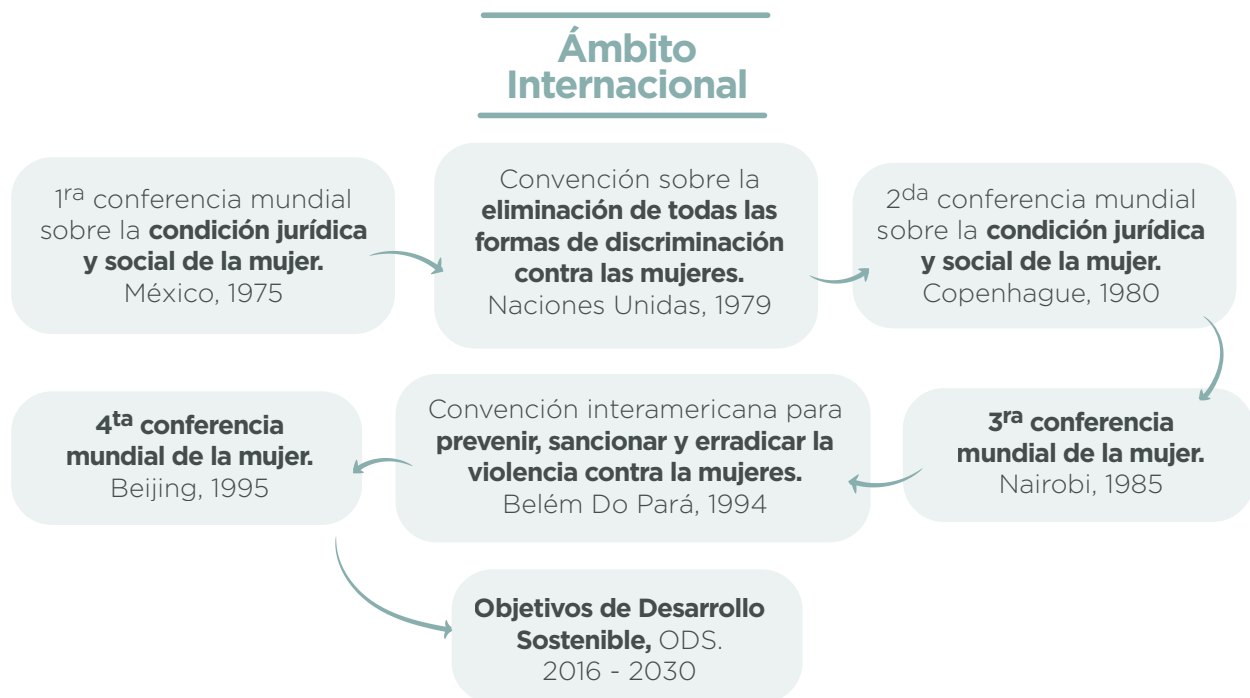 Ámbito
Internacional
1ra conferencia mundial
sobre la condición jurídica
y social de la mujer.
México, 1975
Convención sobre la
eliminación de todas las
formas de discriminación
contra las mujeres.
Naciones Unidas, 1979
2da conferencia mundial
sobre la condición jurídica
y social de la mujer.
Copenhague, 1980
3ra conferencia
mundial de la mujer.
Nairobi, 1985
Convención interamericana para
prevenir, sancionar y erradicar la
violencia contra la mujeres.
Belém Do Pará, 1994
4ta conferencia
mundial de la mujer.
Beijing, 1995
Objetivos de Desarrollo
Sostenible, ODS.
2016 - 2030